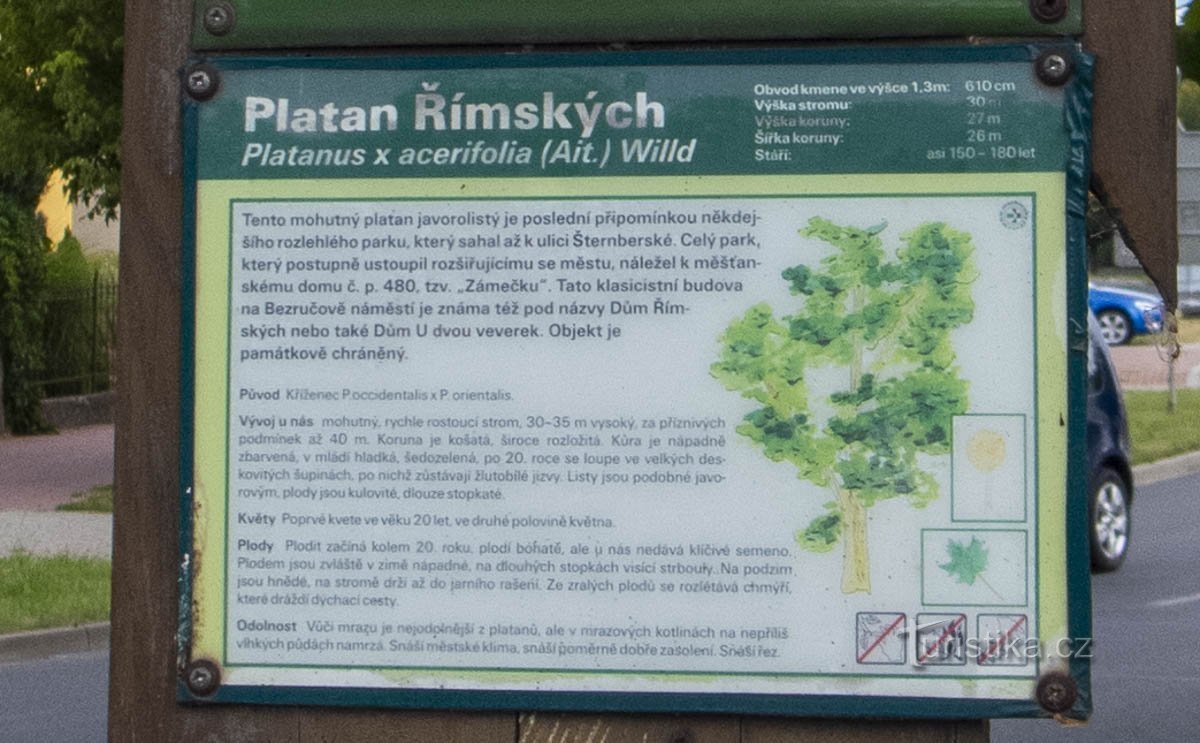 Platan Římských
Platanus x acerifolia (Ait.) Willd
Obvod kmene ve výšce 1,3m: 610 cm
Výška stromu: 30 m
Výška koruny: 27 m
Šířka koruny: 26 m
Stáří: asi 150 – 180 let
Tento mohutný platan javorolistý je poslední připomínkou někdej-
šího rozlehlého parku, který sahal až k ulici Šternberské. Celý park,
který postupně ustoupil rozšiřujícímu se městu, náležel k měšťan-
skému domu č. p. 480, tzv. „Zámečku". Tato klasicistní budova
na Bezručově náměstí je známa též pod názvy Dům Řím-
ských nebo také Dům U dvou veverek. Objekt je
památkově chráněný.
Původ Kříženec P.occidentalis x P. orientalis.
Vývoj u nás mohutný, rychle rostoucí strom, 30–35 m vysoký, za příznivých
podmínek až 40 m. Koruna je košatá, široce rozložitá. Kůra je nápadně
zbarvená, v mládí hladká, šedozelená, po 20. roce se loupe ve velkých des-
kovitých šupinách, po nichž zůstávají žlutobílé jizvy. Listy jsou podobné javo-
rovým, plody jsou kulovité, dlouze stopkaté.
Květy Poprvé kvete ve věku 20 let, ve druhé polovině května.
Plody Plodit začíná kolem 20. roku, plodí bohatě, ale u nás nedává klíčivé semeno.
Plodem jsou zvláště v zimě nápadné, na dlouhých stopkách visící strbouly. Na podzim
jsou hnědé, na stromě drží až do jarního rašení. Ze zralých plodů se rozlétává chmýří,
které dráždí dýchací cesty.
Odolnost Vůči mrazu je nejodolnější z platanů, ale v mrazových kotlinách na nepříliš
vlhkých půdách namrzá. Snáší městské klima, snáší poměrně dobře zasolení. Snáší řez.
Turistika.cz